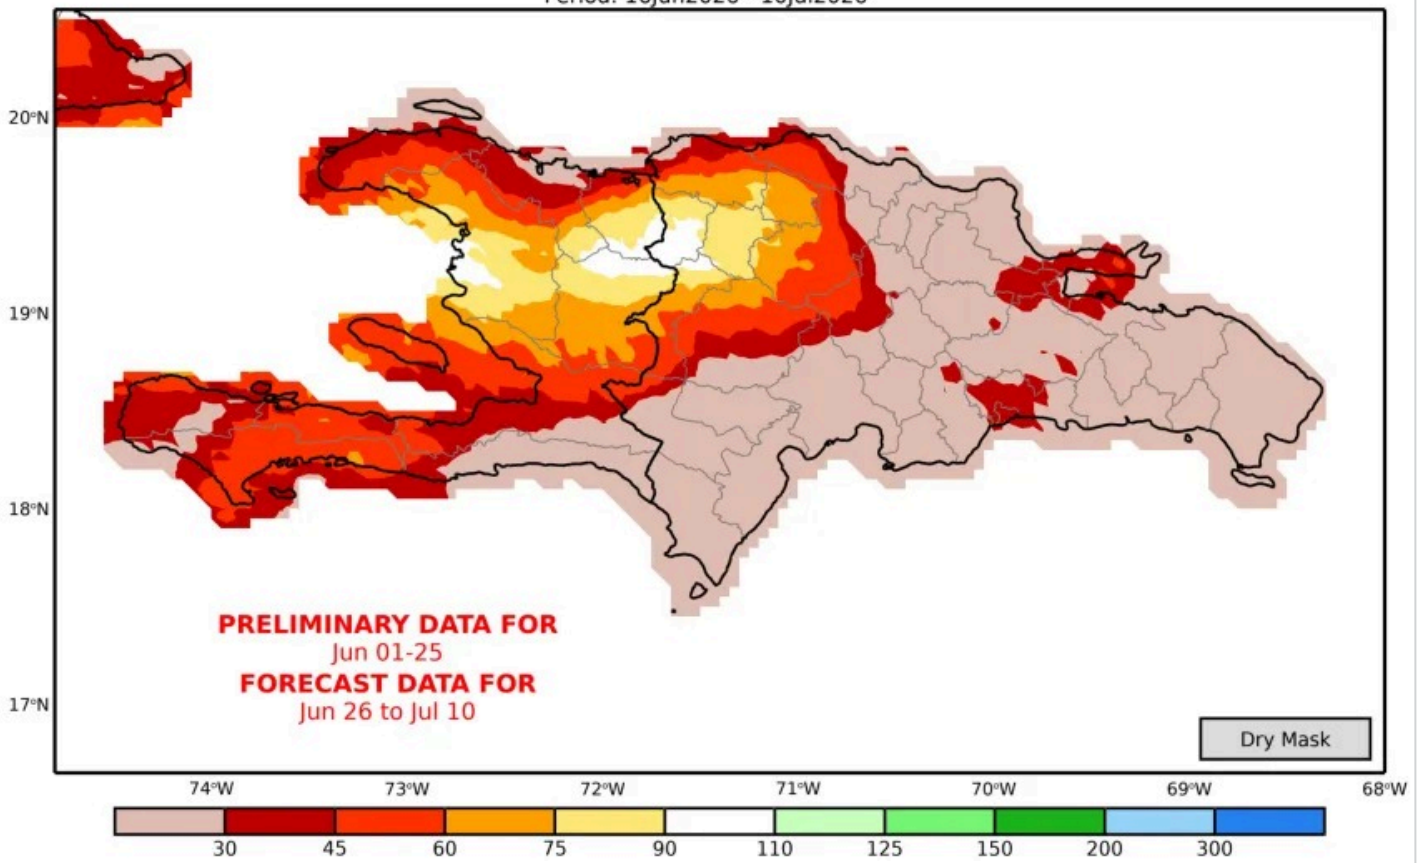 Period:
20°N
19°N
18°N
17°N
PRELIMINARY DATA FOR
Jun 01-25
FORECAST DATA FOR
Jun 26 to Jul 10
Dry Mask
74°W 73°W 72°W 71°W 70°W 69°W 68°W
30 45 60 75 90 110 125 150 200 300